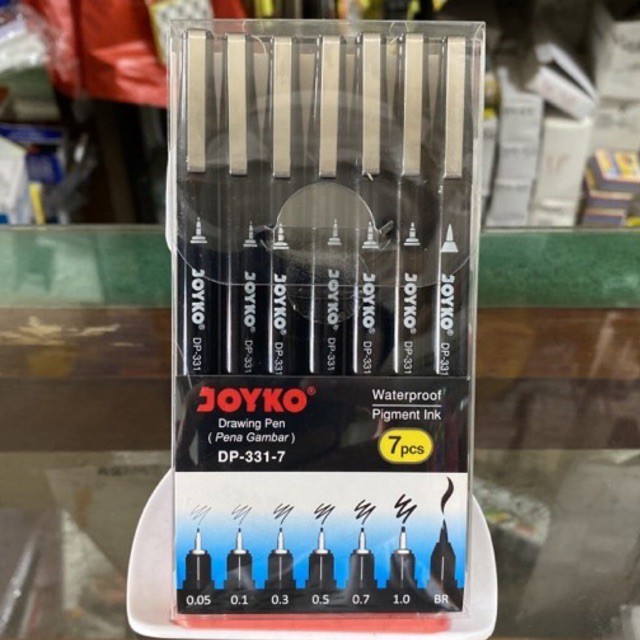 JOYKO DP-331
JOYKO DP-331
JOYKO DP-331
JOYKO DP-331
JOYKO DP-331
JOYKO DP-331
JOYKO DP-331
JOYKO®
Drawing Pen
( Pena Gambar )
DP-331-7
Waterproof
Pigment Ink
7pcs
0.05 0.1 0.3 0.5 0.7 1.0 BR